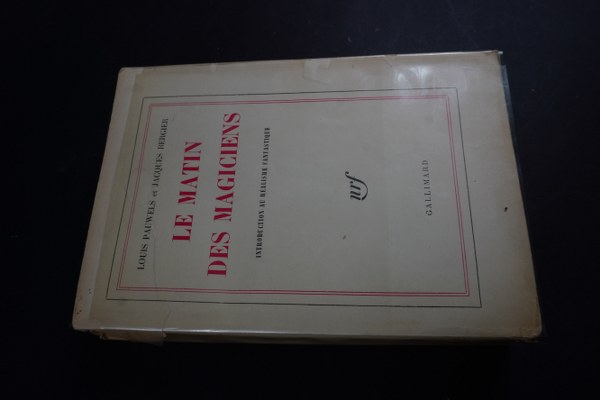 LOUIS PAUWELS et JACQUES BERGIER
LE MATIN
DES MAGICIENS
INTRODUCTION AU RÉALISME FANTASTIQUE
nrf
GALLIMARD